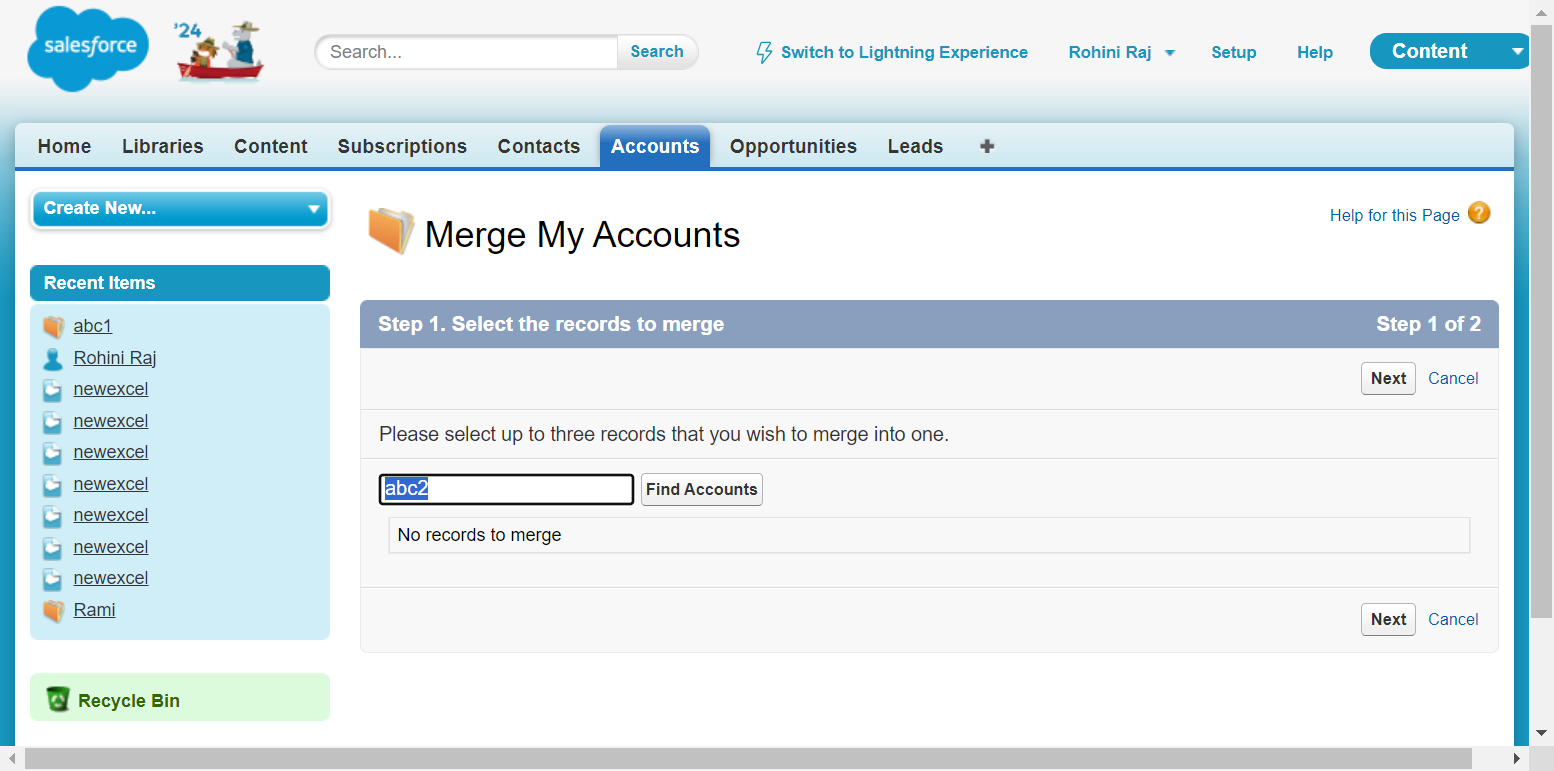 salesforce
'24
Search...
Search
Switch to Lightning Experience
Rohini Raj
Setup
Help
Content
Home
Libraries
Content
Subscriptions
Contacts
Accounts
Opportunities
Leads
Create New...
Recent Items
abc1
Rohini Raj
newexcel
newexcel
newexcel
newexcel
newexcel
newexcel
newexcel
Rami
Recycle Bin
Merge My Accounts
Help for this Page
Step 1. Select the records to merge
Step 1 of 2
Next
Cancel
Please select up to three records that you wish to merge into one.
abc2
Find Accounts
No records to merge
Next
Cancel